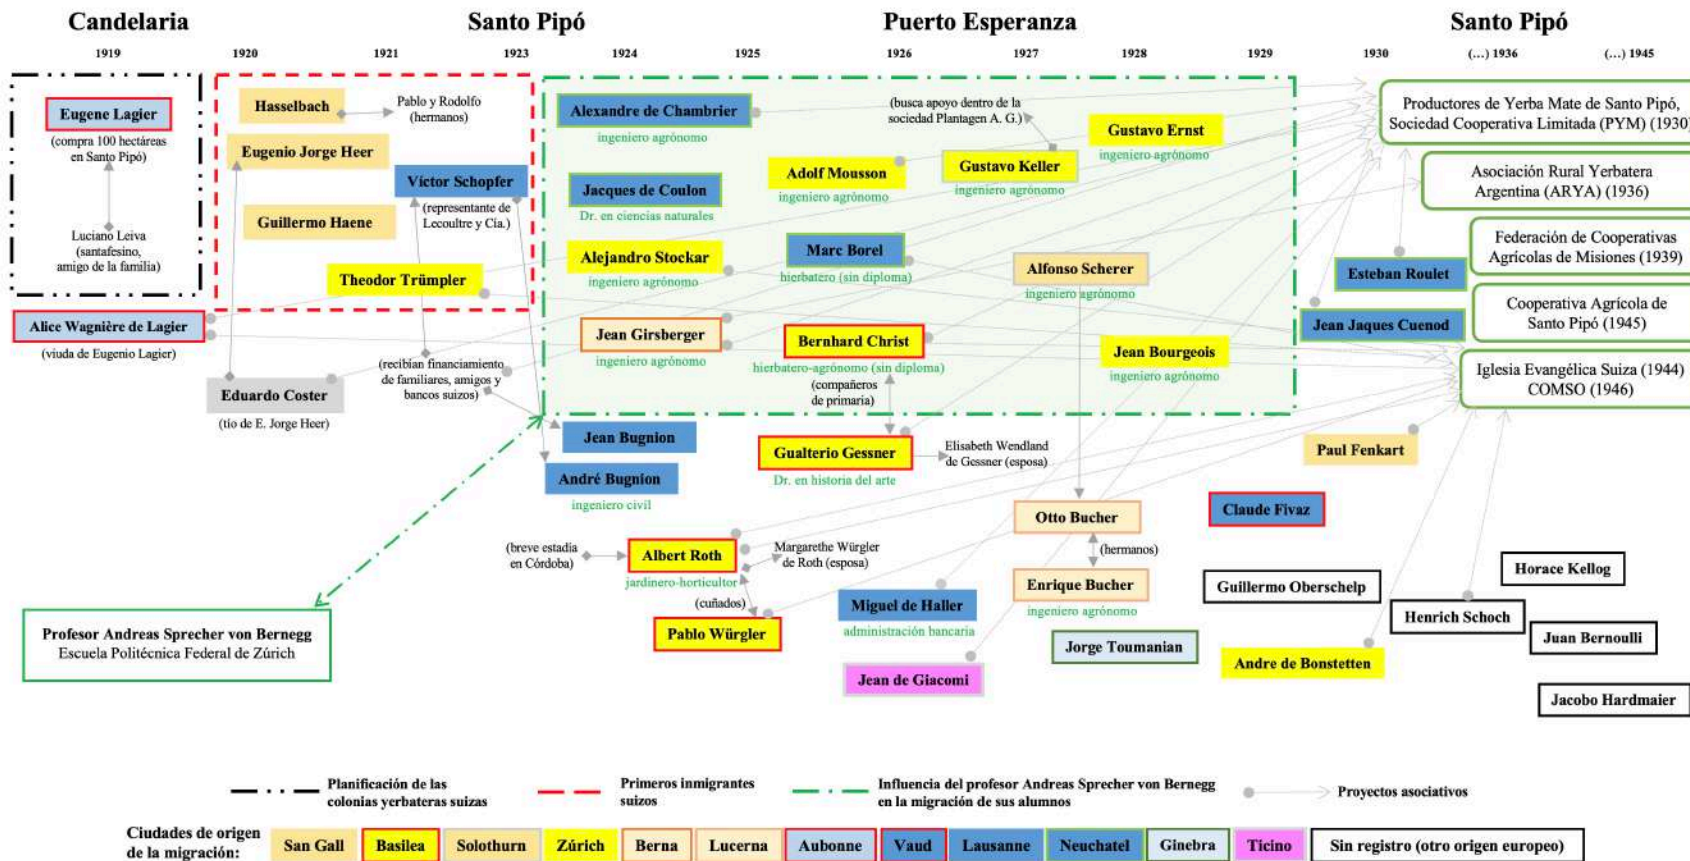 Candelaria
Santo Pipó
Puerto Esperanza
Santo Pipó
1919
1920
1921
1923
1924
1925
1926
1927
1928
1929
1930
(...) 1936
(...) 1945
Eugene Lagier
(compra 100 hectáreas
en Santo Pipó)
Luciano Leiva
(santafesino,
amigo de la familia)
Alice Wagnière de Lagier
(viuda de Eugenio Lagier)
Hasselbach
Pablo y Rodolfo
(hermanos)
Eugenio Jorge Heer
Víctor Schopfer
(representante de
Lecoultre y Cía.)
Guillermo Haene
Theodor Trümpler
(recibían financiamiento
de familiares, amigos y
bancos suizos)
Eduardo Coster
(tío de E. Jorge Heer)
Alexandre de Chambrier
ingeniero agrónomo
Jacques de Coulon
Dr. en ciencias naturales
Alejandro Stockar
ingeniero agrónomo
Jean Girsberger
ingeniero agrónomo
(busca apoyo dentro de la
sociedad Plantagen A. G.)
Adolf Mousson
ingeniero agrónomo
Gustavo Keller
ingeniero agrónomo
Gustavo Ernst
ingeniero agrónomo
Marc Borel
hierbatero (sin diploma)
Alfonso Scherer
ingeniero agrónomo
Bernhard Christ
hierbatero-agrónomo (sin diploma)
(compañeros
de primaria)
Jean Bourgeois
ingeniero agrónomo
Jean Bugnion
André Bugnion
ingeniero civil
Gualterio Gessner
Dr. en historia del arte
Elisabeth Wendland
de Gessner (esposa)
(breve estadía
en Córdoba)
Albert Roth
jardinero-horticultor
Margarethe Würgler
de Roth (esposa)
(cuñados)
Pablo Würgler
Miguel de Haller
administración bancaria
Jean de Giacomi
Otto Bucher
(hermanos)
Enrique Bucher
ingeniero agrónomo
Jorge Toumanian
Profesor Andreas Sprecher von Bernegg
Escuela Politécnica Federal de Zúrich
Productores de Yerba Mate de Santo Pipó,
Sociedad Cooperativa Limitada (PYM) (1930)
Asociación Rural Yerbatera
Argentina (ARYA) (1936)
Federación de Cooperativas
Agrícolas de Misiones (1939)
Cooperativa Agrícola de
Santo Pipó (1945)
Iglesia Evangélica Suiza (1944)
COMSO (1946)
Esteban Roulet
Jean Jaques Cuenod
Paul Fenkart
Claude Fivaz
Guillermo Oberschelp
Horace Kellog
Henrich Schoch
Juan Bernoulli
Andre de Bonstetten
Jacobo Hardmaier
Planificación de las
colonias yerbateras suizas
Primeros inmigrantes
suizos
Influencia del profesor Andreas Sprecher von Bernegg
en la migración de sus alumnos
Proyectos asociativos
Ciudades de origen
de la migración:
San Gall
Basilea
Solothurn
Zúrich
Berna
Lucerna
Aubonne
Vaud
Lausanne
Neuchatel
Ginebra
Ticino
Sin registro (otro origen europeo)